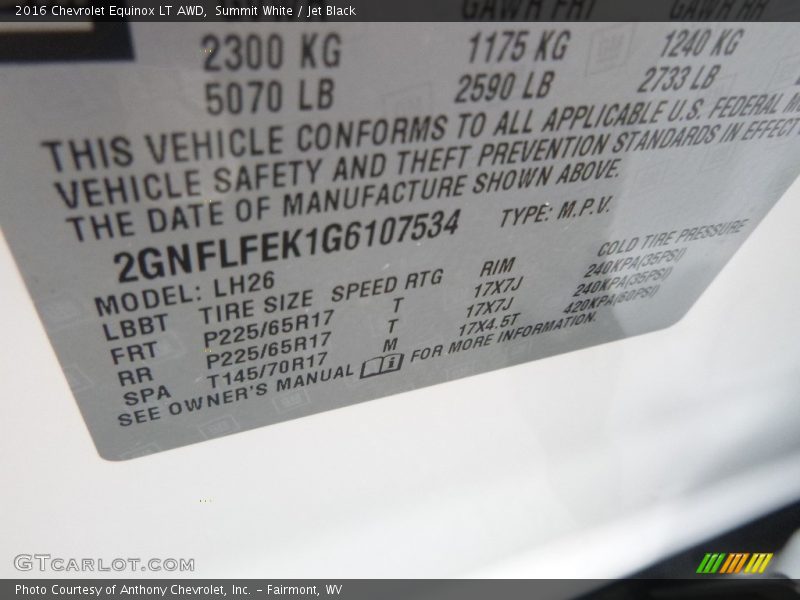 2016 Chevrolet Equinox LT AWD, Summit White / Jet Black
GAWR FRT GAWR RR
2300 KG 1175 KG 1240 KG
5070 LB 2590 LB 2733 LB
THIS VEHICLE CONFORMS TO ALL APPLICABLE U.S. FEDERAL M
VEHICLE SAFETY AND THEFT PREVENTION STANDARDS IN EFFECT
THE DATE OF MANUFACTURE SHOWN ABOVE.
2GNFLFEK1G6107534 TYPE: M.P.V.
MODEL: LH26
LBBT TIRE SIZE SPEED RTG RIM COLD TIRE PRESSURE
FRT P225/65R17 T 17X7J 240KPA(35PSI)
RR P225/65R17 T 17X7J 240KPA(35PSI)
SPA T145/70R17 M 17X4.5T 420KPA(60PSI)
SEE OWNER'S MANUAL FOR MORE INFORMATION.
GTCARLOT.COM
Photo Courtesy of Anthony Chevrolet, Inc. - Fairmont, WV